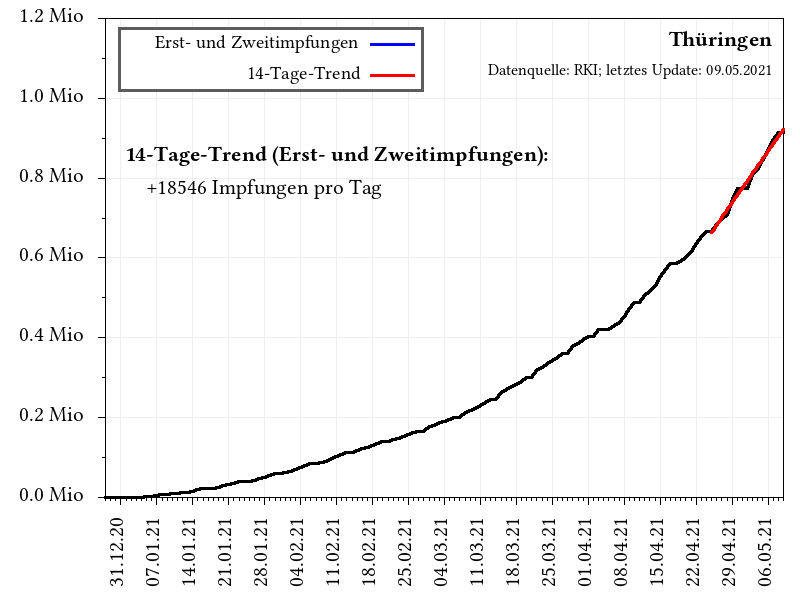 1.2 Mio
1.0 Mio
0.8 Mio
0.6 Mio
0.4 Mio
0.2 Mio
0.0 Mio
Erst- und Zweitimpfungen
14-Tage-Trend
Thüringen
Datenquelle: RKI; letztes Update: 09.05.2021
14-Tage-Trend (Erst- und Zweitimpfungen):
+18546 Impfungen pro Tag
31.12.20
07.01.21
14.01.21
21.01.21
28.01.21
04.02.21
11.02.21
18.02.21
25.02.21
04.03.21
11.03.21
18.03.21
25.03.21
01.04.21
08.04.21
15.04.21
22.04.21
29.04.21
06.05.21